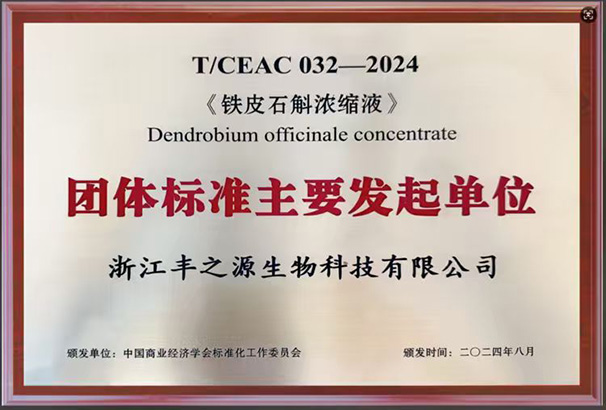 T/CEAC 032—2024
《铁皮石斛浓缩液》
Dendrobium officinale concentrate
团体标准主要发起单位
浙江丰之源生物科技有限公司
颁发单位：中国商业经济学会标准化工作委员会 颁发时间：二〇二四年八月